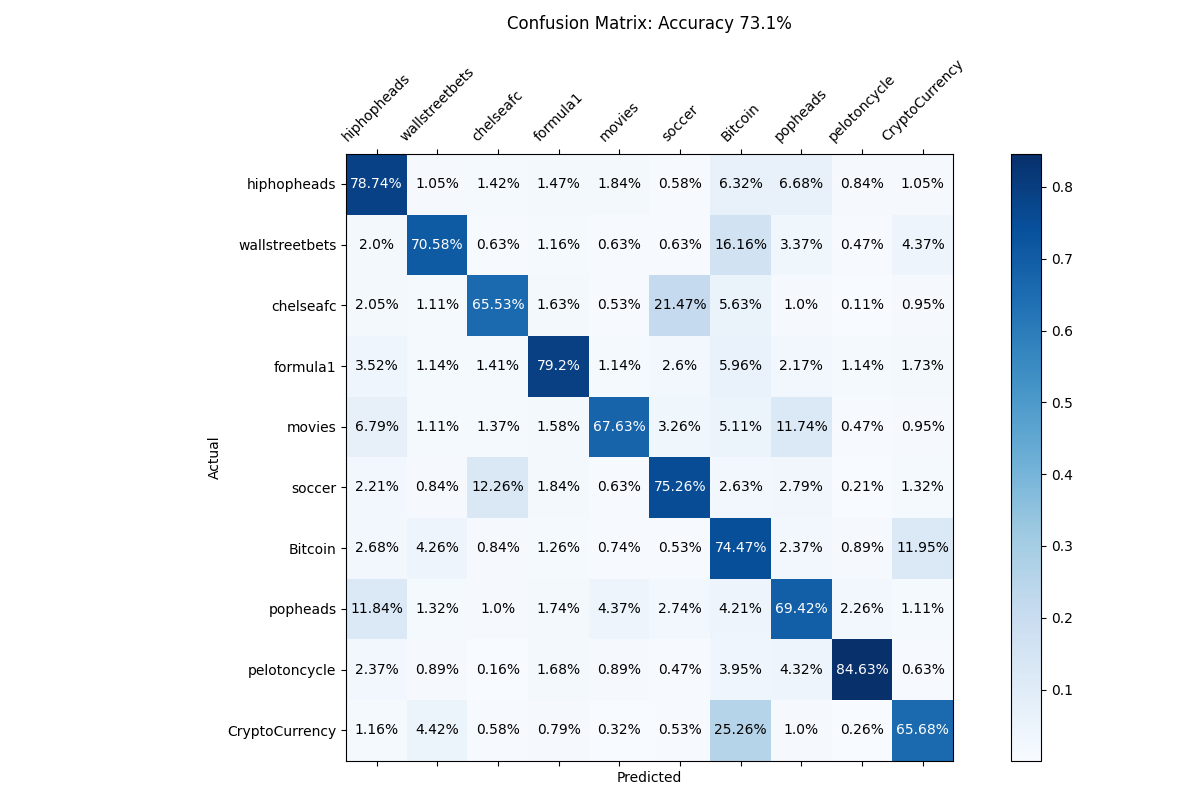 Confusion Matrix: Accuracy 73.1%
hiphopheads wallstreetbets chelseafc formula1 movies soccer Bitcoin popheads pelotoncycle CryptoCurrency
hiphopheads 78.74% 1.05% 1.42% 1.47% 1.84% 0.58% 6.32% 6.68% 0.84% 1.05%
wallstreetbets 2.0% 70.58% 0.63% 1.16% 0.63% 0.63% 16.16% 3.37% 0.47% 4.37%
chelseafc 2.05% 1.11% 65.53% 1.63% 0.53% 21.47% 5.63% 1.0% 0.11% 0.95%
formula1 3.52% 1.14% 1.41% 79.2% 1.14% 2.6% 5.96% 2.17% 1.14% 1.73%
movies 6.79% 1.11% 1.37% 1.58% 67.63% 3.26% 5.11% 11.74% 0.47% 0.95%
soccer 2.21% 0.84% 12.26% 1.84% 0.63% 75.26% 2.63% 2.79% 0.21% 1.32%
Bitcoin 2.68% 4.26% 0.84% 1.26% 0.74% 0.53% 74.47% 2.37% 0.89% 11.95%
popheads 11.84% 1.32% 1.0% 1.74% 4.37% 2.74% 4.21% 69.42% 2.26% 1.11%
pelotoncycle 2.37% 0.89% 0.16% 1.68% 0.89% 0.47% 3.95% 4.32% 84.63% 0.63%
CryptoCurrency 1.16% 4.42% 0.58% 0.79% 0.32% 0.53% 25.26% 1.0% 0.26% 65.68%
Actual
Predicted
0.8
0.7
0.6
0.5
0.4
0.3
0.2
0.1